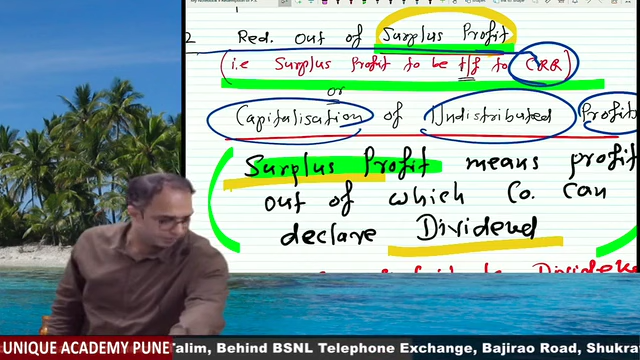 2 Red. out of Surplus Profit
(i.e Surplus Profit to be t/f to CRR)
or
Capitalisation of Undistributed Profit
Surplus Profit means profit
out of which Co. can
declare Dividend
UNIQUE ACADEMY PUNE Talim, Behind BSNL Telephone Exchange, Bajirao Road, Shukra